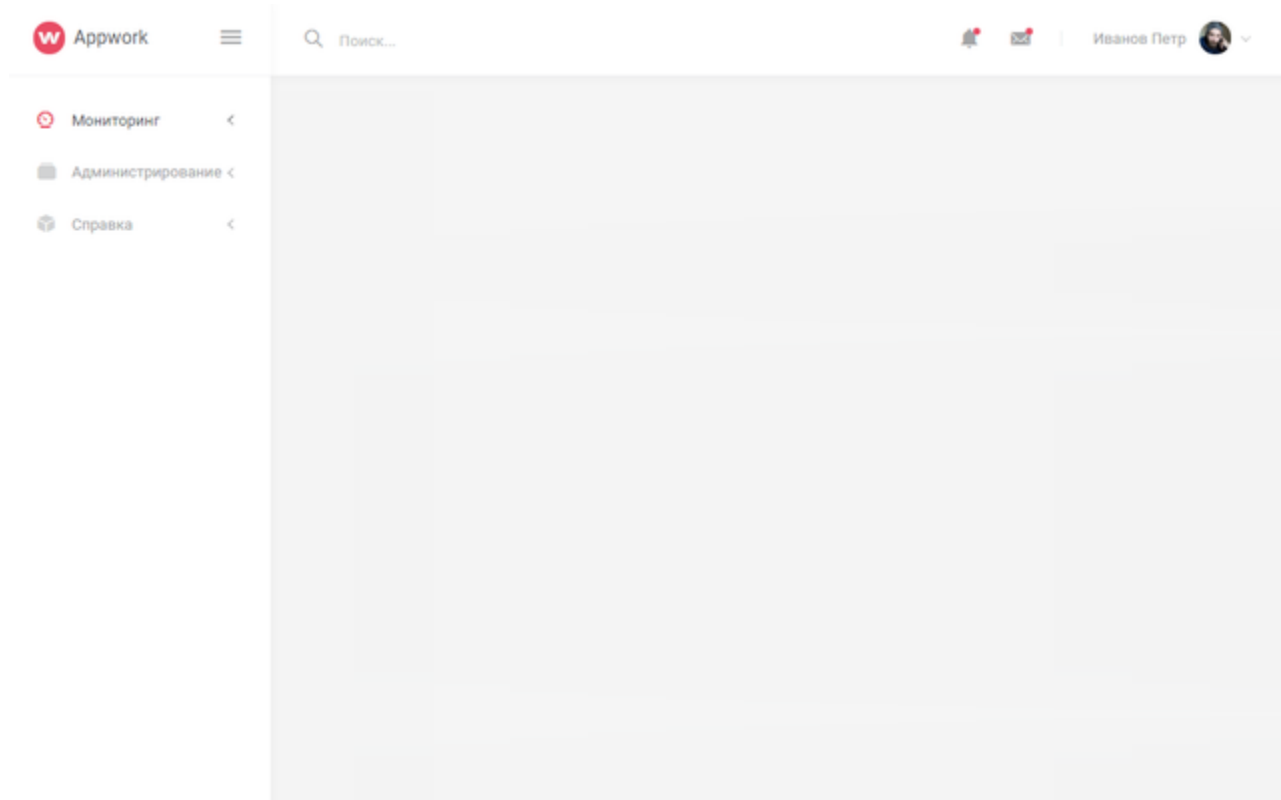 Appwork
Поиск...
Иванов Петр
Мониторинг
Администрирование
Справка